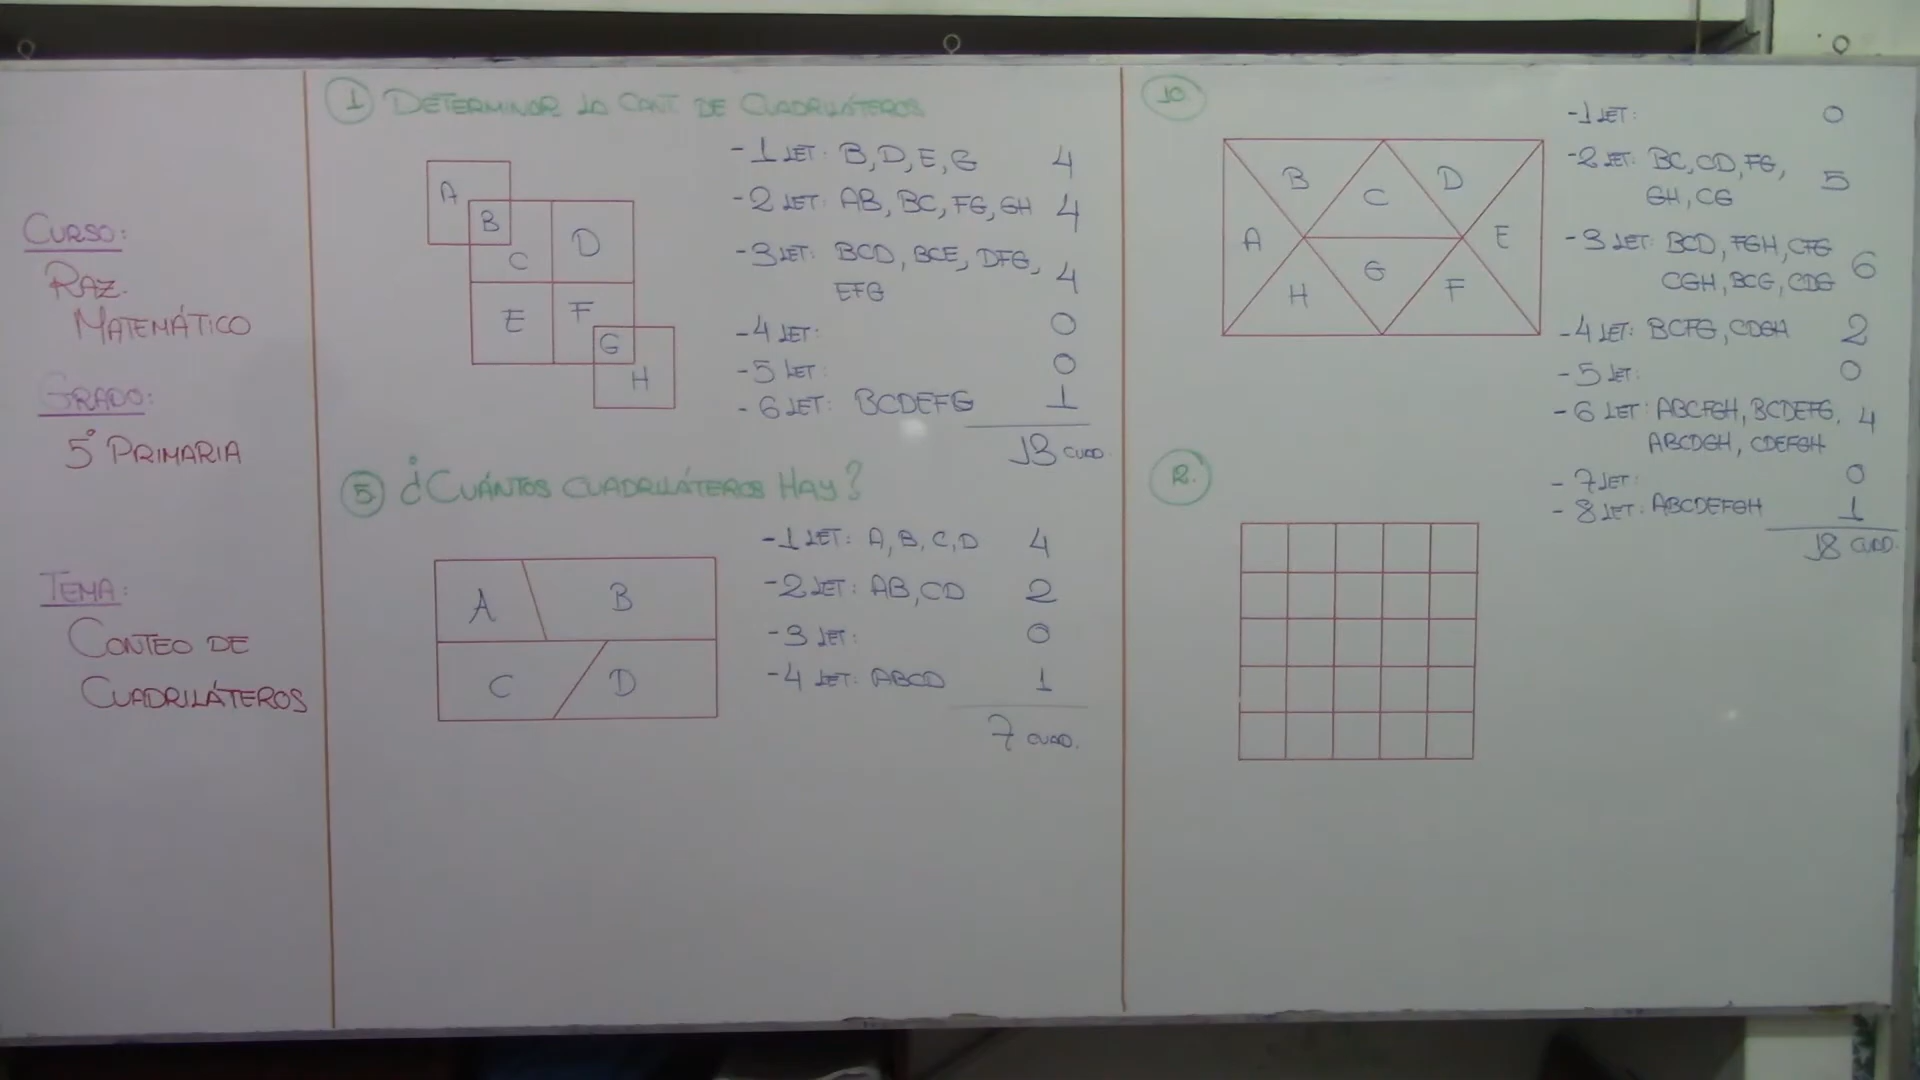 CURSO:
RAZ.
MATEMÁTICO
GRADO:
5° PRIMARIA
TEMA:
CONTEO DE
CUADRILÁTEROS
1 DETERMINAR LA CANT DE CUADRILÁTEROS
A
B
C
D
E
F
G
H
-1 LET: B, D, E, G 4
-2 LET: AB, BC, FG, GH 4
-3 LET: BCD, BCE, DFG,
EFG 4
-4 LET: 0
-5 LET: 0
-6 LET: BCDEFG 1
13 CUAD.
5 ¿CUÁNTOS CUADRILÁTEROS HAY?
A B
C D
-1 LET: A, B, C, D 4
-2 LET: AB, CD 2
-3 LET: 0
-4 LET: ABCD 1
7 CUAD.
10
B C D
A E
H G F
-1 LET: 0
-2 LET: BC, CD, FG,
GH, CG 5
-3 LET: BCD, FGH, CFG
CGH, BCG, CDG 6
-4 LET: BCFG, CDGH 2
-5 LET: 0
-6 LET: ABCFGH, BCDEFG, 4
ABCDGH, CDEFGH
-7 LET: 0
-8 LET: ABCDEFGH 1
18 CUAD.
12.